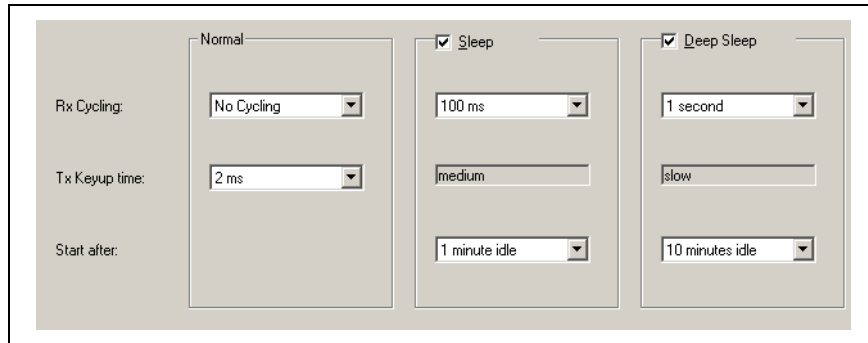 Normal Sleep Deep Sleep
Rx Cycling: No Cycling 100 ms 1 second
Tx Keyup time: 2 ms medium slow
Start after: 1 minute idle 10 minutes idle